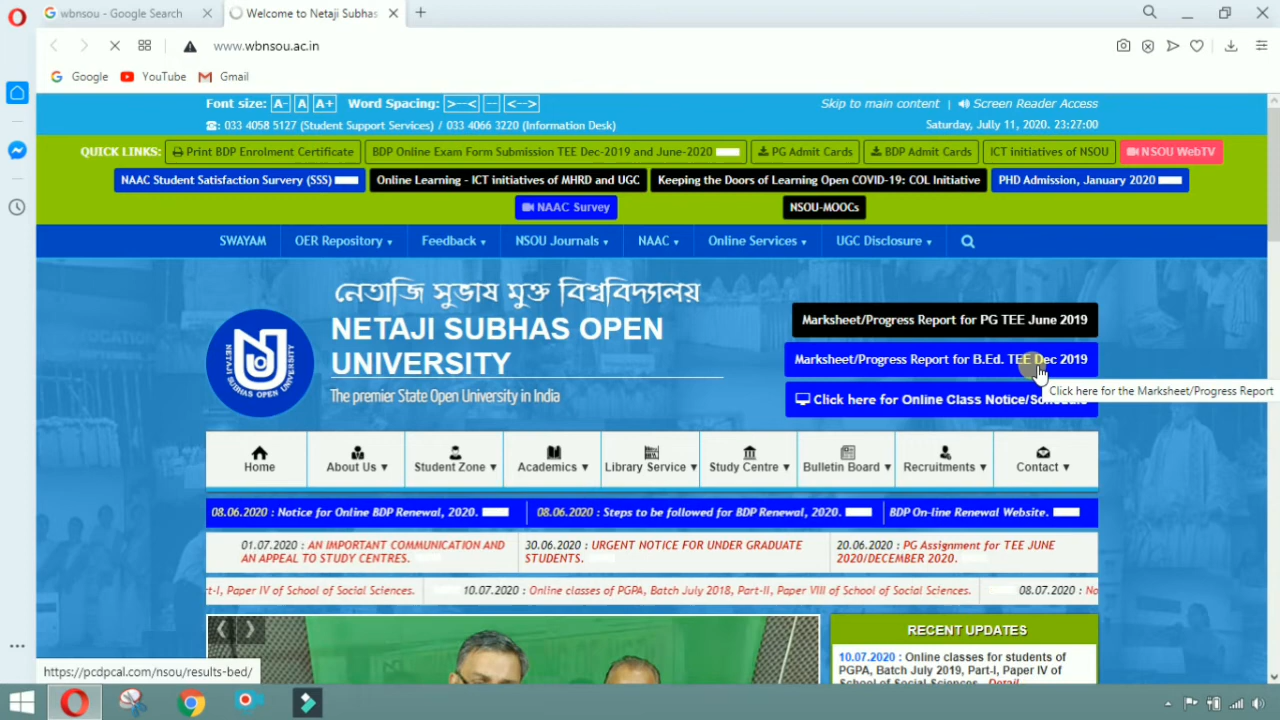 wbnsou - Google Search
Welcome to Netaji Subhas
www.wbnsou.ac.in
Google YouTube Gmail
Font size: A- A A+ Word Spacing: >--< -- <-->
Skip to main content | Screen Reader Access
☎: 033 4058 5127 (Student Support Services) / 033 4066 3220 (Information Desk)
Saturday, Jully 11, 2020. 23:27:00
QUICK LINKS: Print BDP Enrolment Certificate BDP Online Exam Form Submission TEE Dec-2019 and June-2020 PG Admit Cards BDP Admit Cards ICT initiatives of NSOU NSOU WebTV
NAAC Student Satisfaction Survery (SSS) Online Learning - ICT initiatives of MHRD and UGC Keeping the Doors of Learning Open COVID-19: COL Initiative PHD Admission, January 2020
NAAC Survey NSOU-MOOCs
SWAYAM OER Repository Feedback NSOU Journals NAAC Online Services UGC Disclosure
নেতাজি সুভাষ মুক্ত বিশ্ববিদ্যালয়
NETAJI SUBHAS OPEN
UNIVERSITY
The premier State Open University in India
NETAJI SUBHAS OPEN UNIVERSITY
Marksheet/Progress Report for PG TEE June 2019
Marksheet/Progress Report for B.Ed. TEE Dec 2019
Click here for the Marksheet/Progress Report
Click here for Online Class Notice/
Home About Us Student Zone Academics Library Service Study Centre Bulletin Board Recruitments Contact
08.06.2020 : Notice for Online BDP Renewal, 2020. 08.06.2020 : Steps to be followed for BDP Renewal, 2020. BDP On-line Renewal Website.
01.07.2020 : AN IMPORTANT COMMUNICATION AND
AN APPEAL TO STUDY CENTRES.
30.06.2020 : URGENT NOTICE FOR UNDER GRADUATE
STUDENTS.
20.06.2020 : PG Assignment for TEE JUNE
2020/DECEMBER 2020.
t-I, Paper IV of School of Social Sciences. 10.07.2020 : Online classes of PGPA, Batch July 2018, Part-II, Paper VIII of School of Social Sciences. 08.07.2020 : No
RECENT UPDATES
10.07.2020 : Online classes for students of
PGPA, Batch July 2019, Part-I, Paper IV of
School of Social Sciences. Detail
https://pcdpcal.com/nsou/results-bed/